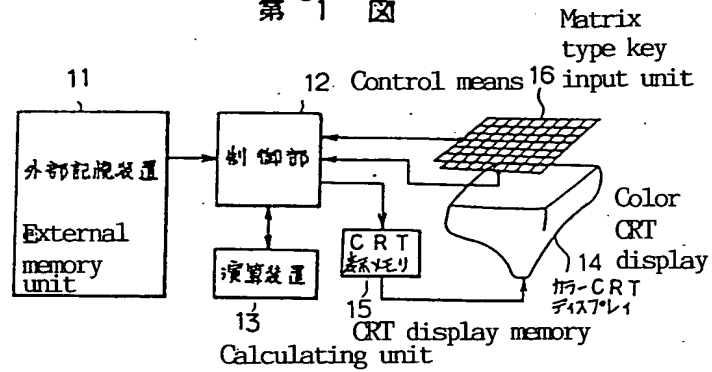 第 1 図
Matrix
type key
input unit
11
12
Control means
16
外部記憶装置
External
memory
unit
制御部
演算装置
13
Calculating unit
CRT
表示メモリ
15
CRT display memory
Color
CRT
display
14
カラーCRT
ディスプレイ